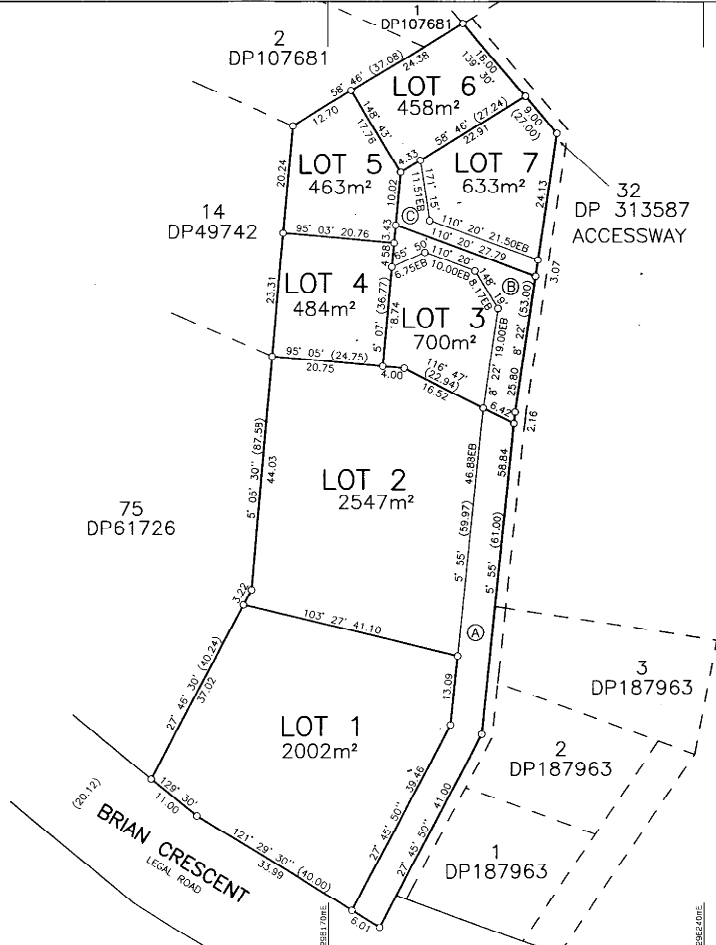 1
DP107681
2
DP107681
58° 46' (37.08)
24.38
12.70
15.00
139° 30'
LOT 6
458m²
148° 43'
17.76
9.00
(27.00)
58° 46' (27.24)
22.91
4.33
LOT 5
463m²
20.24
10.02
171° 15'
11.51EB
LOT 7
633m²
24.13
32
DP 313587
ACCESSWAY
14
DP49742
95° 03' 20.76
3.43
C
110° 20' 21.50EB
110° 20' 27.79
4.58
65° 50'
6.75EB
110° 20'
10.00EB
148° 19'
8.17EB
B
3.07
23.31
LOT 4
484m²
5° 07' (36.77)
8.74
LOT 3
700m²
8° 22' 19.00EB
8° 22' (53.00)
25.80
95° 05' (24.75)
20.75
4.00
116° 47'
(22.94)
16.52
6.42
2.16
5° 05' 30" (87.58)
44.03
LOT 2
2547m²
46.88EB
5° 55' (59.97)
58.84
5° 55' (61.00)
75
DP61726
3.22
103° 27' 41.10
A
3
DP187963
27° 46' 30" (40.24)
37.02
13.09
LOT 1
2002m²
2
DP187963
27° 45' 50" 39.46
27° 45' 50" 41.00
1
DP187963
(20.12)
129° 30'
11.00
121° 29' 30" (40.00)
33.98
BRIAN CRESCENT
LEGAL ROAD
6.01
298170mE
298240mE